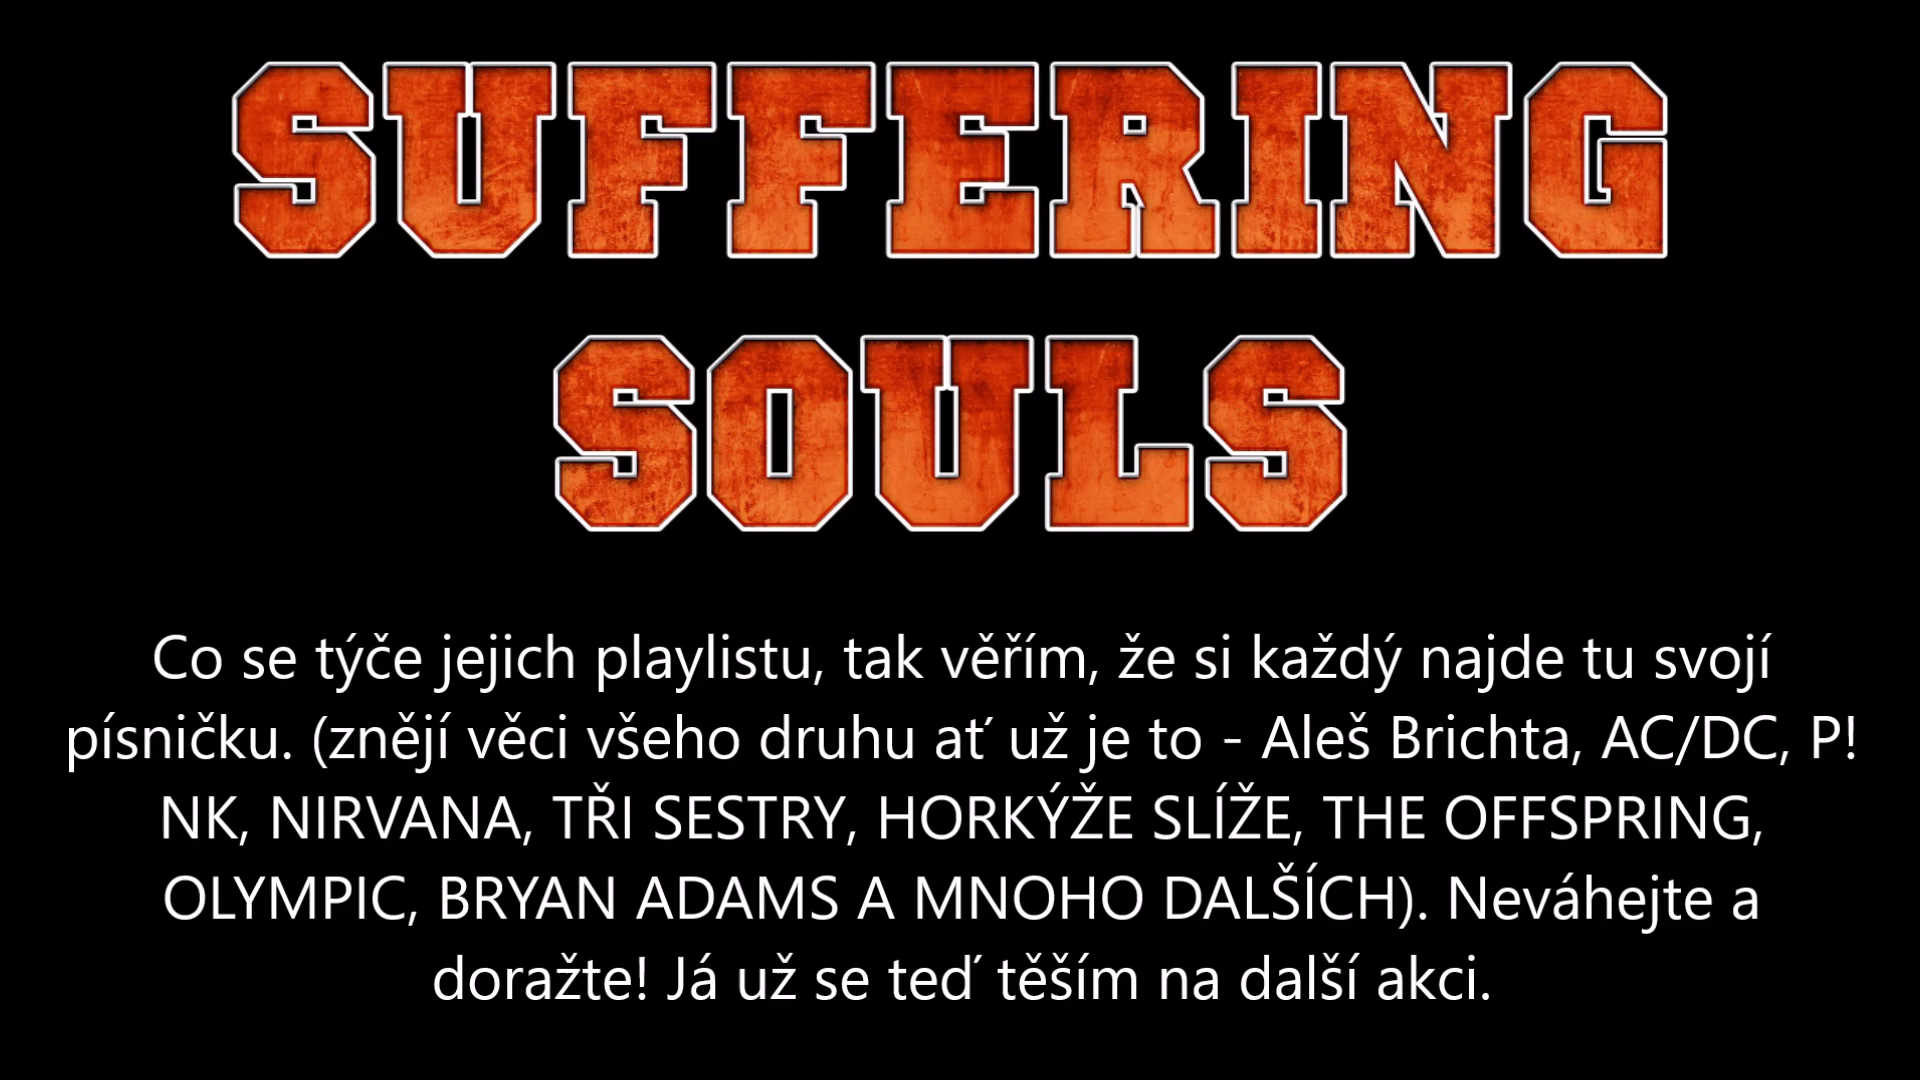 SUFFERING
SOULS
Co se týče jejich playlistu, tak věřím, že si každý najde tu svojí
písničku. (znějí věci všeho druhu ať už je to - Aleš Brichta, AC/DC, P!
NK, NIRVANA, TŘI SESTRY, HORKÝŽE SLÍŽE, THE OFFSPRING,
OLYMPIC, BRYAN ADAMS A MNOHO DALŠÍCH). Neváhejte a
doražte! Já už se teď těším na další akci.